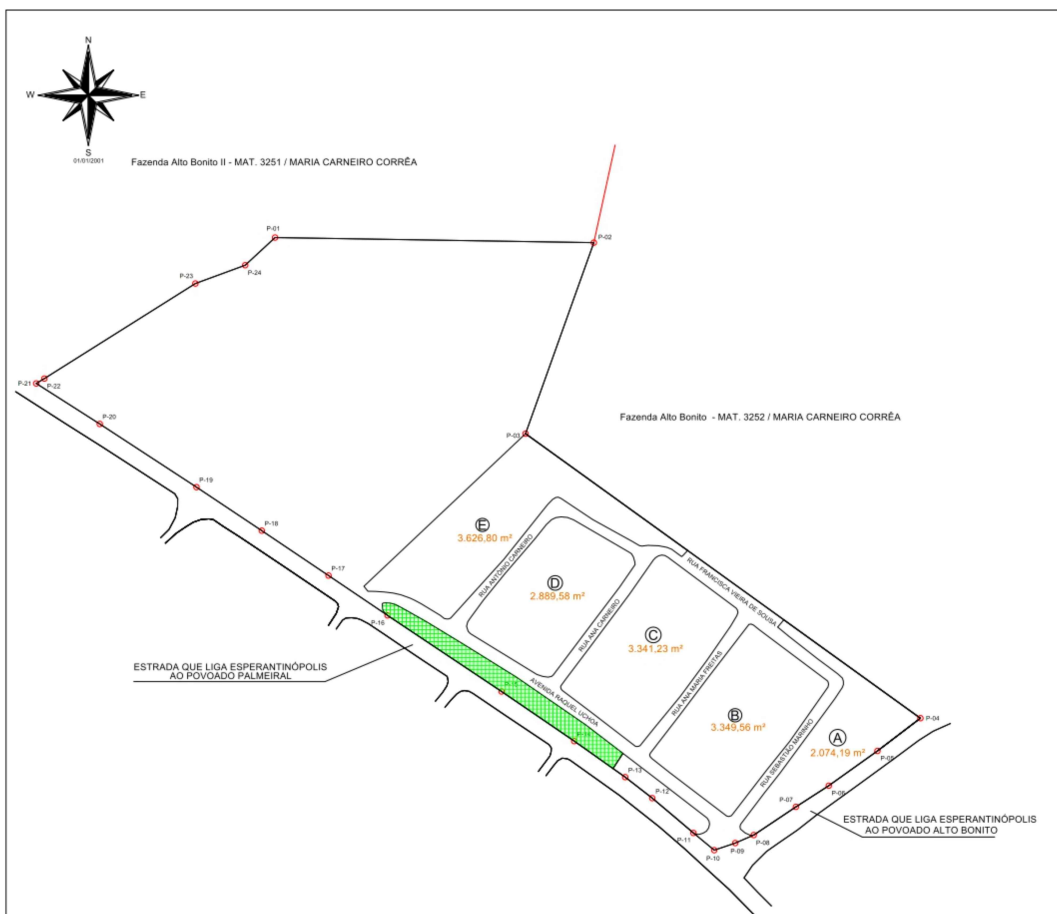 N
W
E
S
01/01/2001
Fazenda Alto Bonito II - MAT. 3251 / MARIA CARNEIRO CORRÊA
P-01
P-02
P-24
P-23
P-21
P-22
P-20
Fazenda Alto Bonito - MAT. 3252 / MARIA CARNEIRO CORRÊA
P-03
P-19
P-18
E
3.626,80 m²
RUA ANTÔNIO CARNEIRO
RUA FRANCISCA VIEIRA DE SOUSA
P-17
D
2.889,58 m²
RUA ANA CARNEIRO
P-16
C
3.341,23 m²
RUA ANA MARIA FREITAS
ESTRADA QUE LIGA ESPERANTINÓPOLIS
AO POVOADO PALMEIRAL
P-15
AVENIDA RAQUEL UCHOA
B
3.349,56 m²
RUA SEBASTIÃO MARINHO
P-04
A
2.074,19 m²
P-05
P-13
P-06
P-12
P-07
ESTRADA QUE LIGA ESPERANTINÓPOLIS
AO POVOADO ALTO BONITO
P-11
P-08
P-09
P-10